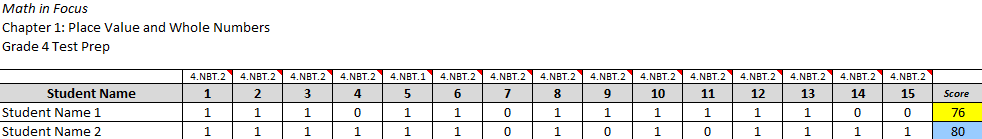 Math in Focus
Chapter 1: Place Value and Whole Numbers
Grade 4 Test Prep
4.NBT.2 4.NBT.2 4.NBT.2 4.NBT.2 4.NBT.1 4.NBT.2 4.NBT.2 4.NBT.2 4.NBT.2 4.NBT.2 4.NBT.2 4.NBT.2 4.NBT.2 4.NBT.2 4.NBT.2
Student Name 1 2 3 4 5 6 7 8 9 10 11 12 13 14 15 Score
Student Name 1 1 1 1 0 1 1 0 1 1 1 1 1 1 0 0 76
Student Name 2 1 1 1 1 1 1 0 1 0 1 0 1 1 1 1 80